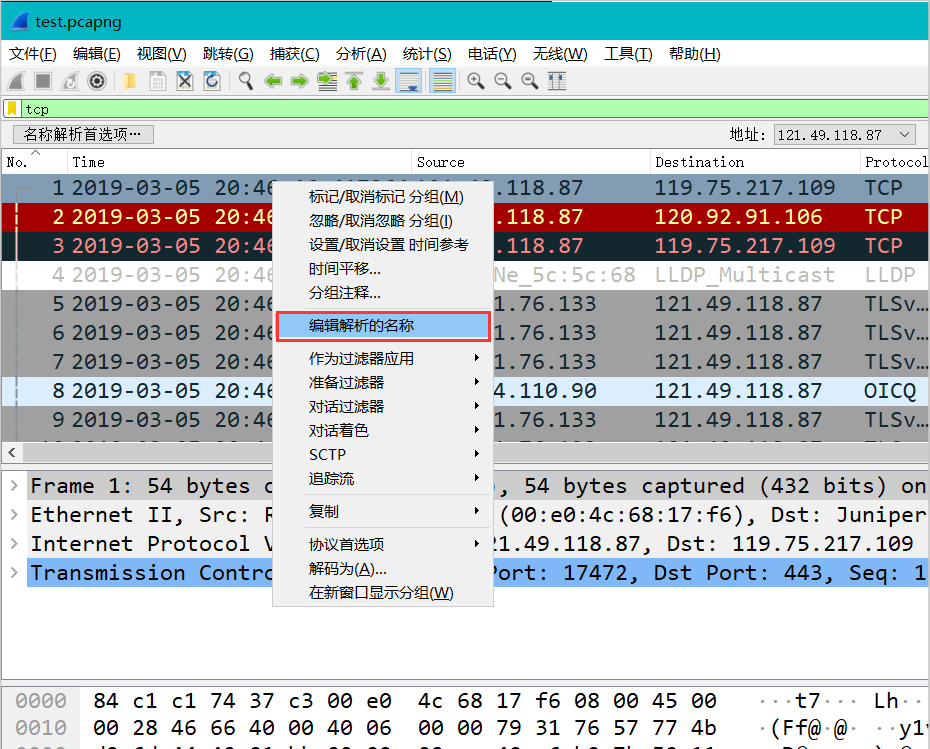 test.pcapng
文件(F) 编辑(E) 视图(V) 跳转(G) 捕获(C) 分析(A) 统计(S) 电话(Y) 无线(W) 工具(T) 帮助(H)
tcp
名称解析首选项… 地址: 121.49.118.87
No. Time Source Destination Protocol
1 2019-03-05 20:46 .118.87 119.75.217.109 TCP
2 2019-03-05 20:46 .118.87 120.92.91.106 TCP
3 2019-03-05 20:46 .118.87 119.75.217.109 TCP
4 2019-03-05 20:46 Ne_5c:5c:68 LLDP_Multicast LLDP
5 2019-03-05 20:46 1.76.133 121.49.118.87 TLSv…
6 2019-03-05 20:46 1.76.133 121.49.118.87 TLSv…
7 2019-03-05 20:46 1.76.133 121.49.118.87 TLSv…
8 2019-03-05 20:46 4.110.90 121.49.118.87 OICQ
9 2019-03-05 20:46 1.76.133 121.49.118.87 TLSv…
标记/取消标记 分组(M)
忽略/取消忽略 分组(I)
设置/取消设置 时间参考
时间平移...
分组注释...
编辑解析的名称
作为过滤器应用
准备过滤器
对话过滤器
对话着色
SCTP
追踪流
复制
协议首选项
解码为(A)...
在新窗口显示分组(W)
Frame 1: 54 bytes , 54 bytes captured (432 bits) on
Ethernet II, Src: (00:e0:4c:68:17:f6), Dst: Juniper
Internet Protocol 21.49.118.87, Dst: 119.75.217.109
Transmission Contro Port: 17472, Dst Port: 443, Seq: 1
0000 84 c1 c1 74 37 c3 00 e0 4c 68 17 f6 08 00 45 00 ···t7··· Lh··
0010 00 28 46 66 40 00 40 06 00 00 79 31 76 57 77 4b ·(Ff@·@· ··y1v